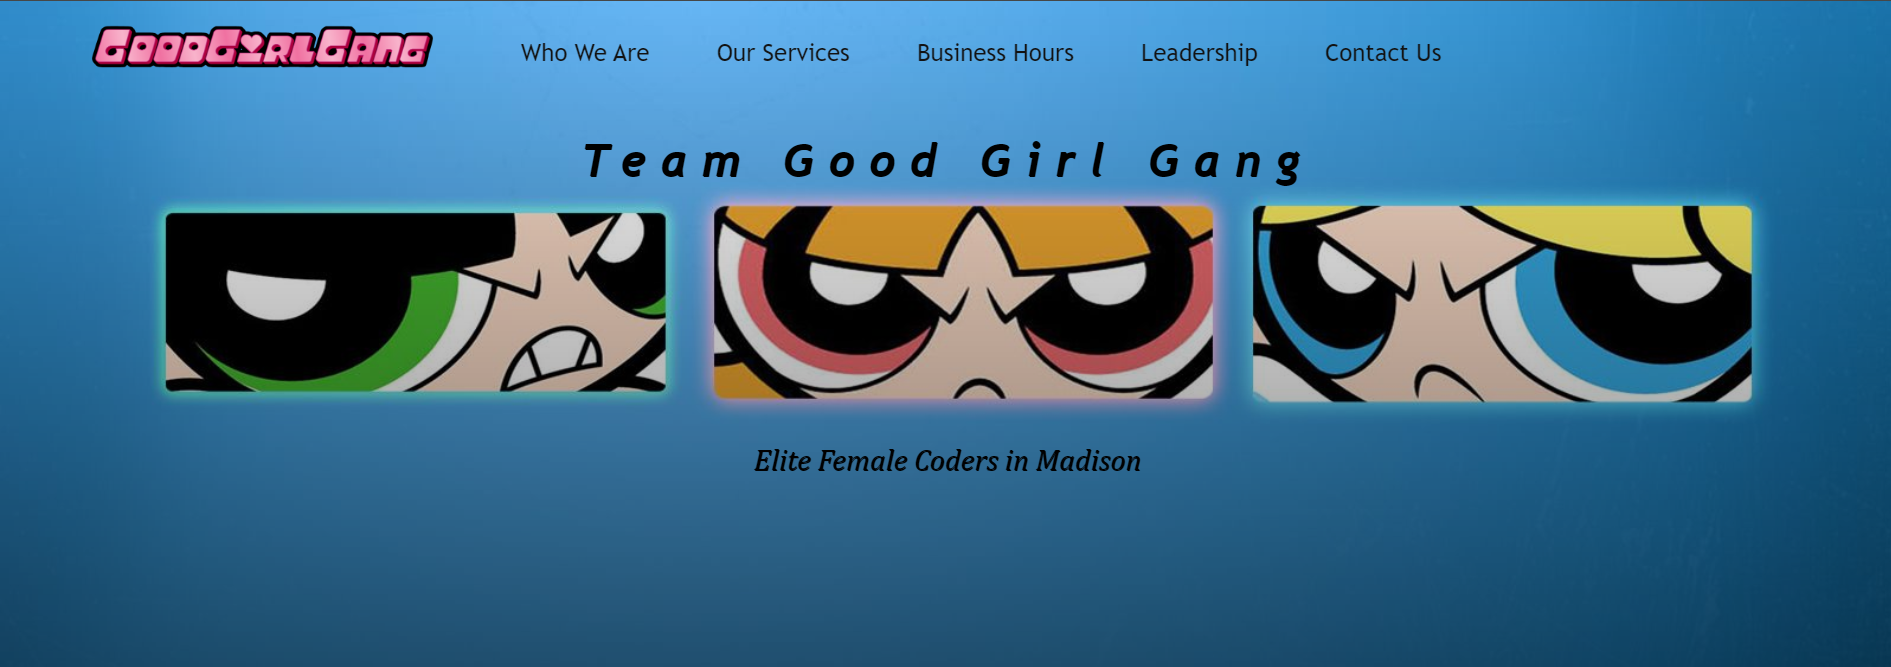 GOODGIRLGANG
Who We Are Our Services Business Hours Leadership Contact Us
Team Good Girl Gang
Elite Female Coders in Madison